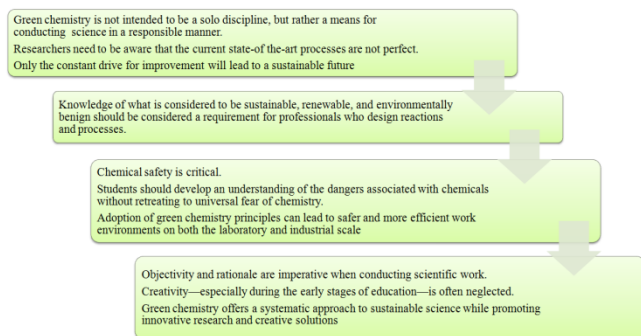 Green chemistry is not intended to be a solo discipline, but rather a means for
conducting science in a responsible manner.
Researchers need to be aware that the current state-of the-art processes are not perfect.
Only the constant drive for improvement will lead to a sustainable future
Knowledge of what is considered to be sustainable, renewable, and environmentally
benign should be considered a requirement for professionals who design reactions
and processes.
Chemical safety is critical.
Students should develop an understanding of the dangers associated with chemicals
without retreating to universal fear of chemistry.
Adoption of green chemistry principles can lead to safer and more efficient work
environments on both the laboratory and industrial scale
Objectivity and rationale are imperative when conducting scientific work.
Creativity—especially during the early stages of education—is often neglected.
Green chemistry offers a systematic approach to sustainable science while promoting
innovative research and creative solutions